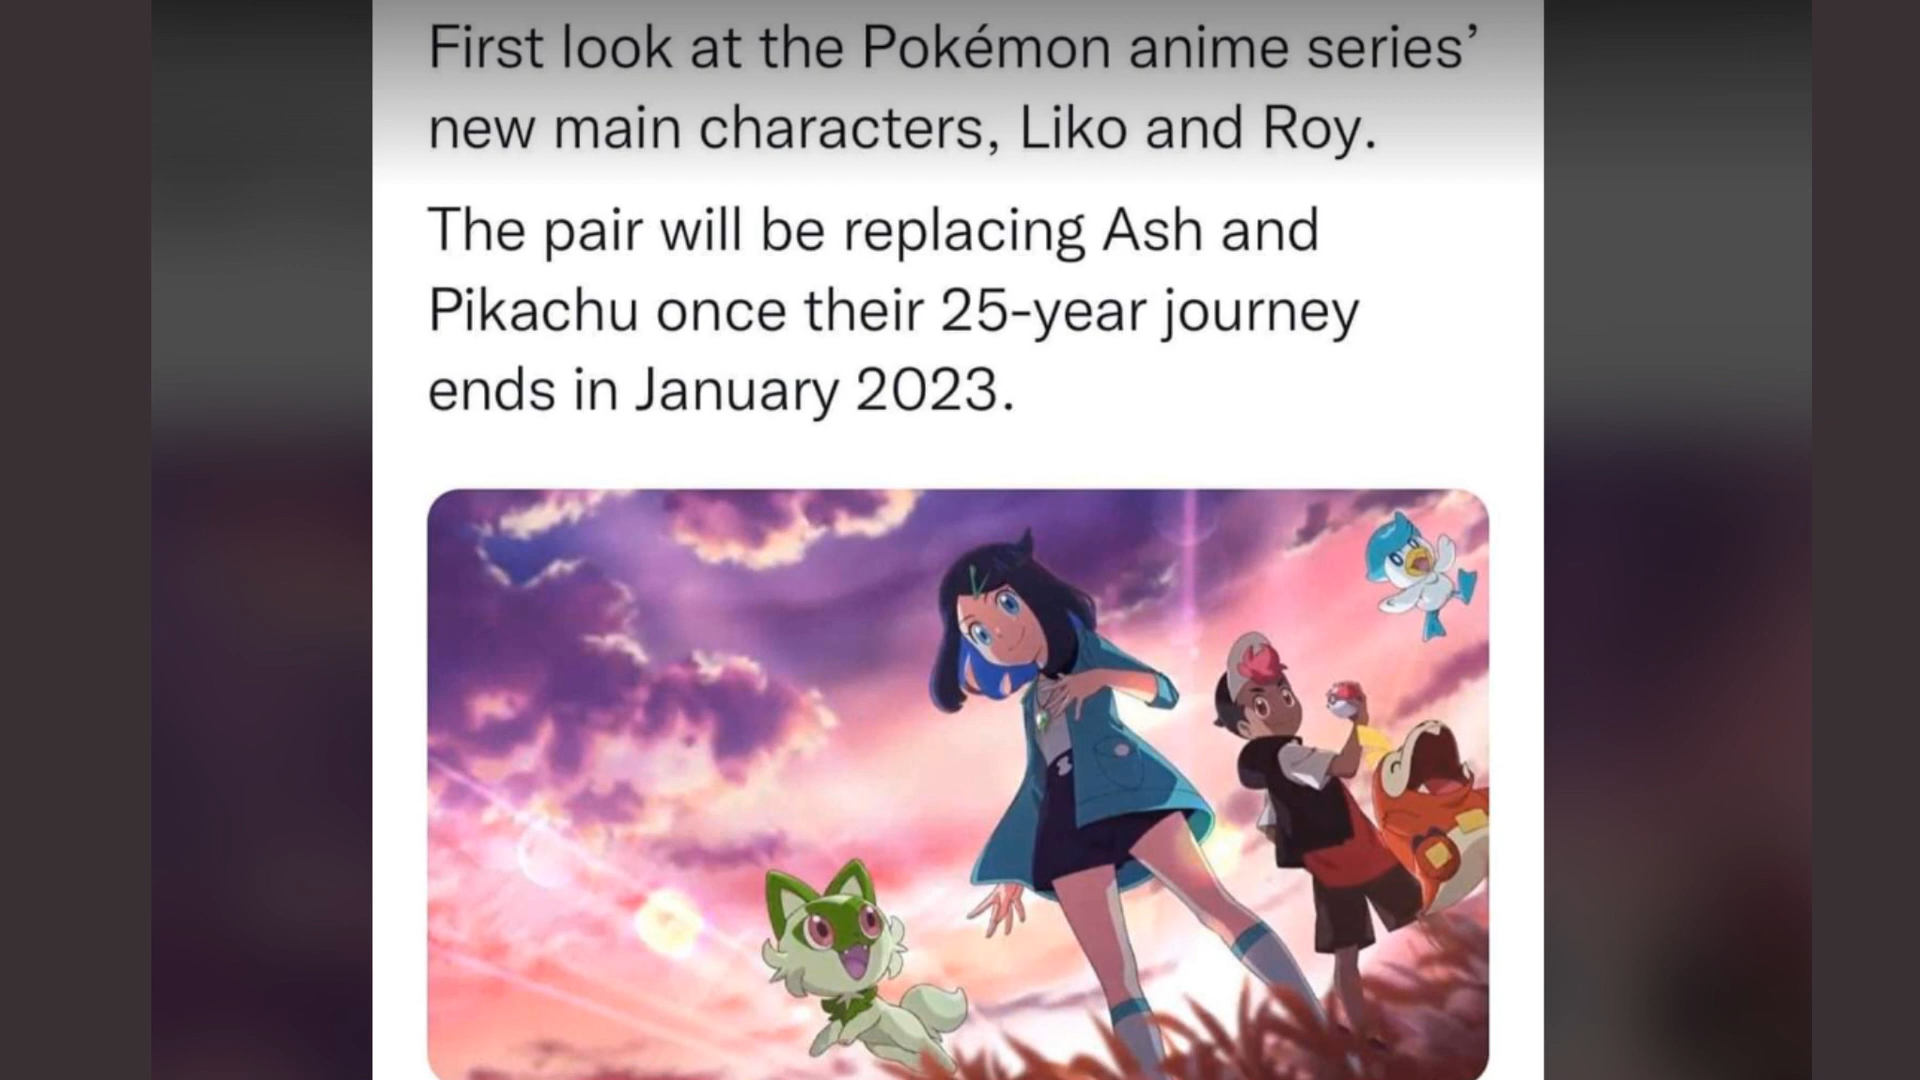 First look at the Pokémon anime series’
new main characters, Liko and Roy.
The pair will be replacing Ash and
Pikachu once their 25-year journey
ends in January 2023.